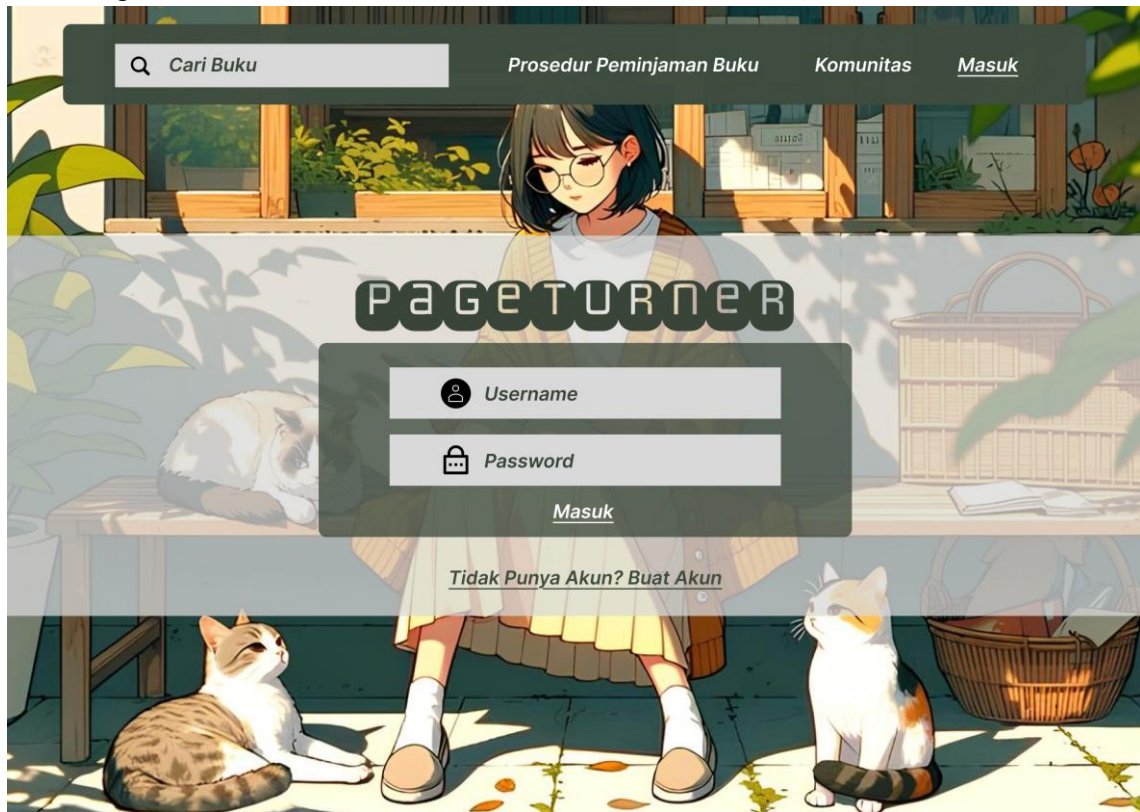 Cari Buku Prosedur Peminjaman Buku Komunitas Masuk
PAGETURNER
Username
Password
Masuk
Tidak Punya Akun? Buat Akun